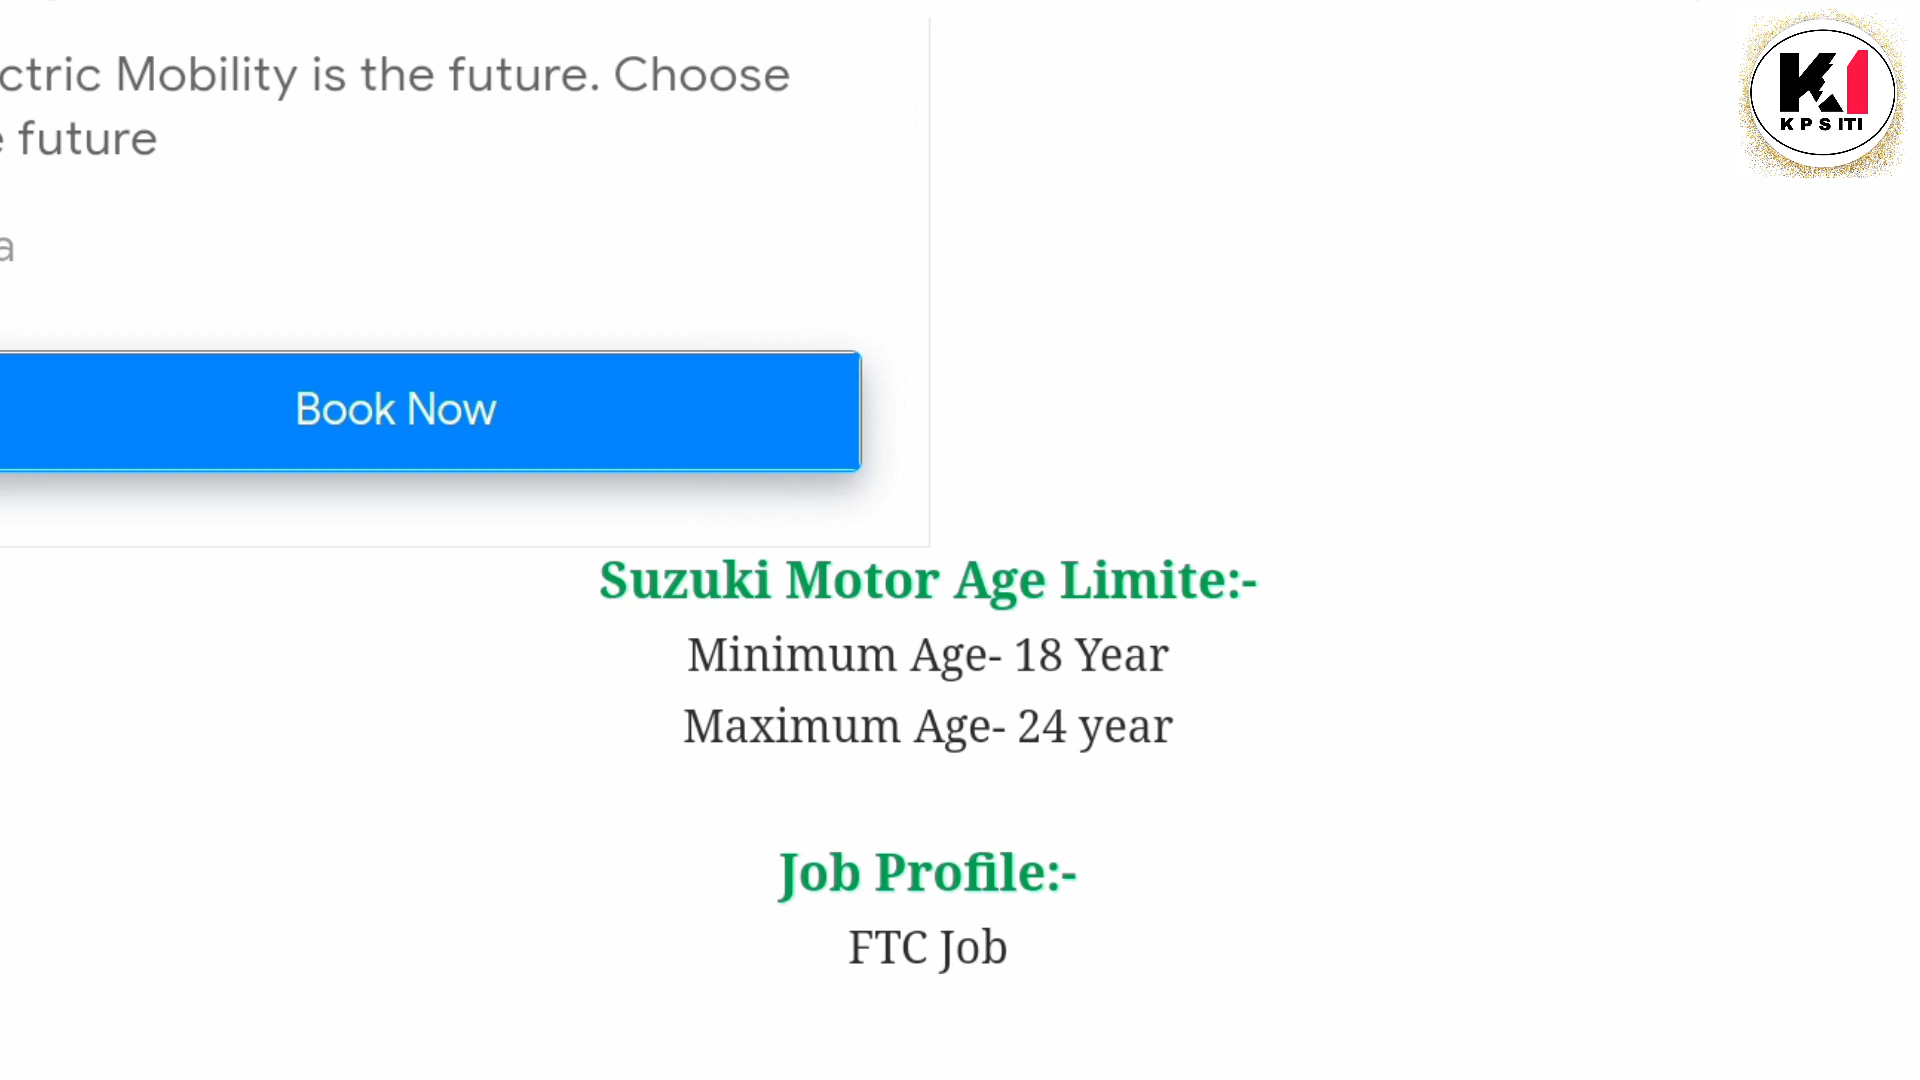 ctric Mobility is the future. Choose
e future
a
Book Now
K1
K P S ITI
Suzuki Motor Age Limite:-
Minimum Age- 18 Year
Maximum Age- 24 year
Job Profile:-
FTC Job